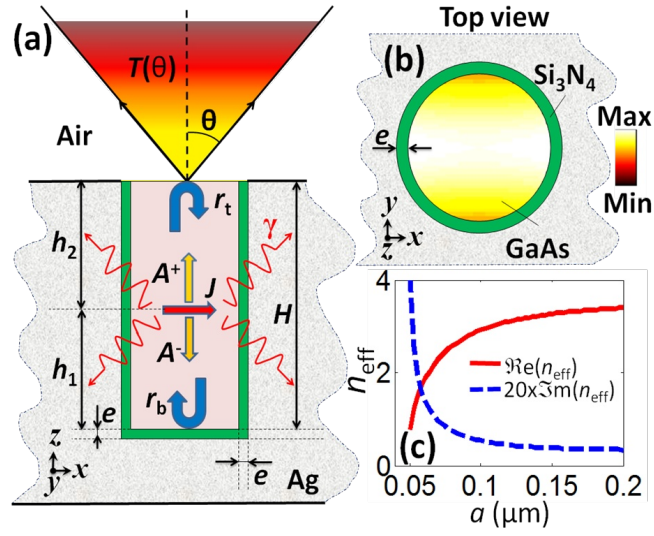 (a)
T(θ)
θ
Air
r_t
h_2
γ
A^+
J
H
A^-
h_1
r_b
e
z
y x
e
Ag
Top view
(b)
Si_3N_4
e
Max
Min
y
z x
GaAs
4
n_eff
2
ℜe(n_eff)
20xℑm(n_eff)
(c)
0
0.05 0.1 0.15 0.2
a (μm)